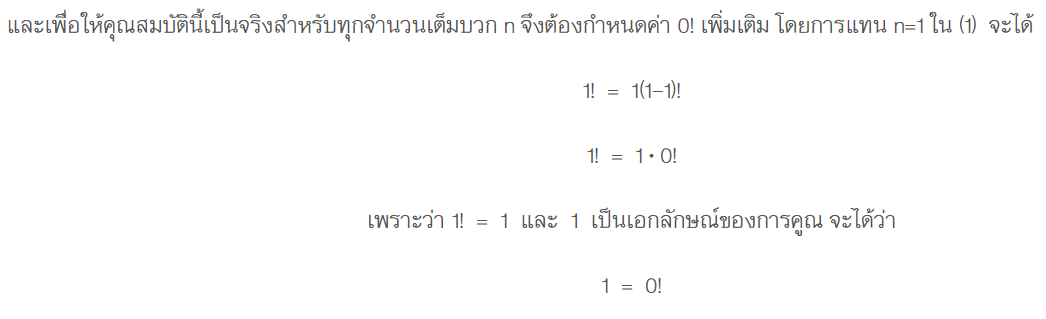 และเพื่อให้คุณสมบัตินี้เป็นจริงสำหรับทุกจำนวนเต็มบวก n จึงต้องกำหนดค่า 0! เพิ่มเติม โดยการแทน n=1 ใน (1) จะได้
1! = 1(1−1)!
1! = 1 • 0!
เพราะว่า 1! = 1 และ 1 เป็นเอกลักษณ์ของการคูณ จะได้ว่า
1 = 0!